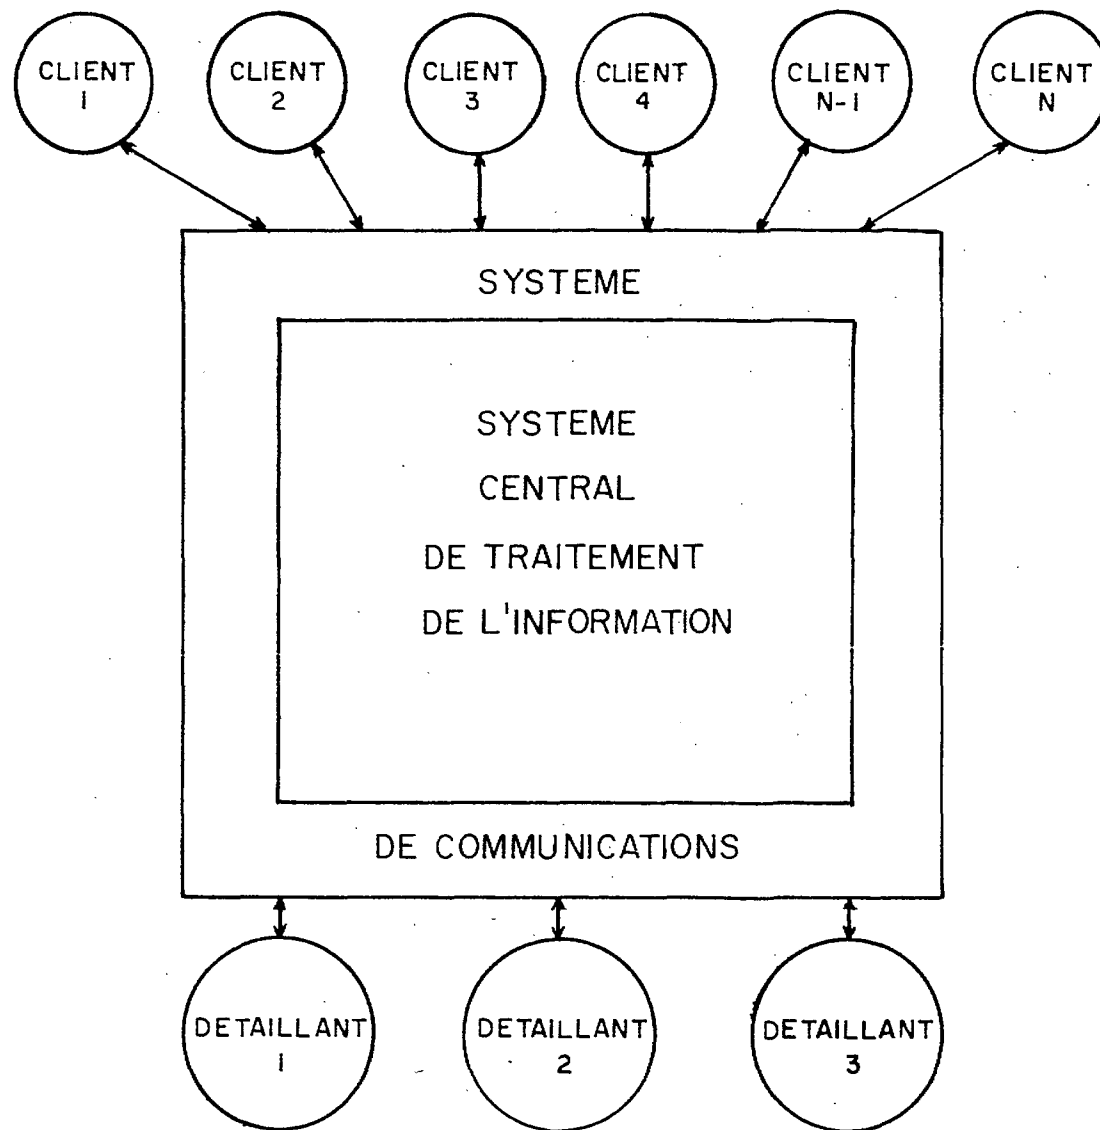 CLIENT
1
CLIENT
2
CLIENT
3
CLIENT
4
CLIENT
N-1
CLIENT
N
SYSTEME
SYSTEME
CENTRAL
DE TRAITEMENT
DE L'INFORMATION
DE COMMUNICATIONS
DETAILLANT
1
DETAILLANT
2
DETAILLANT
3